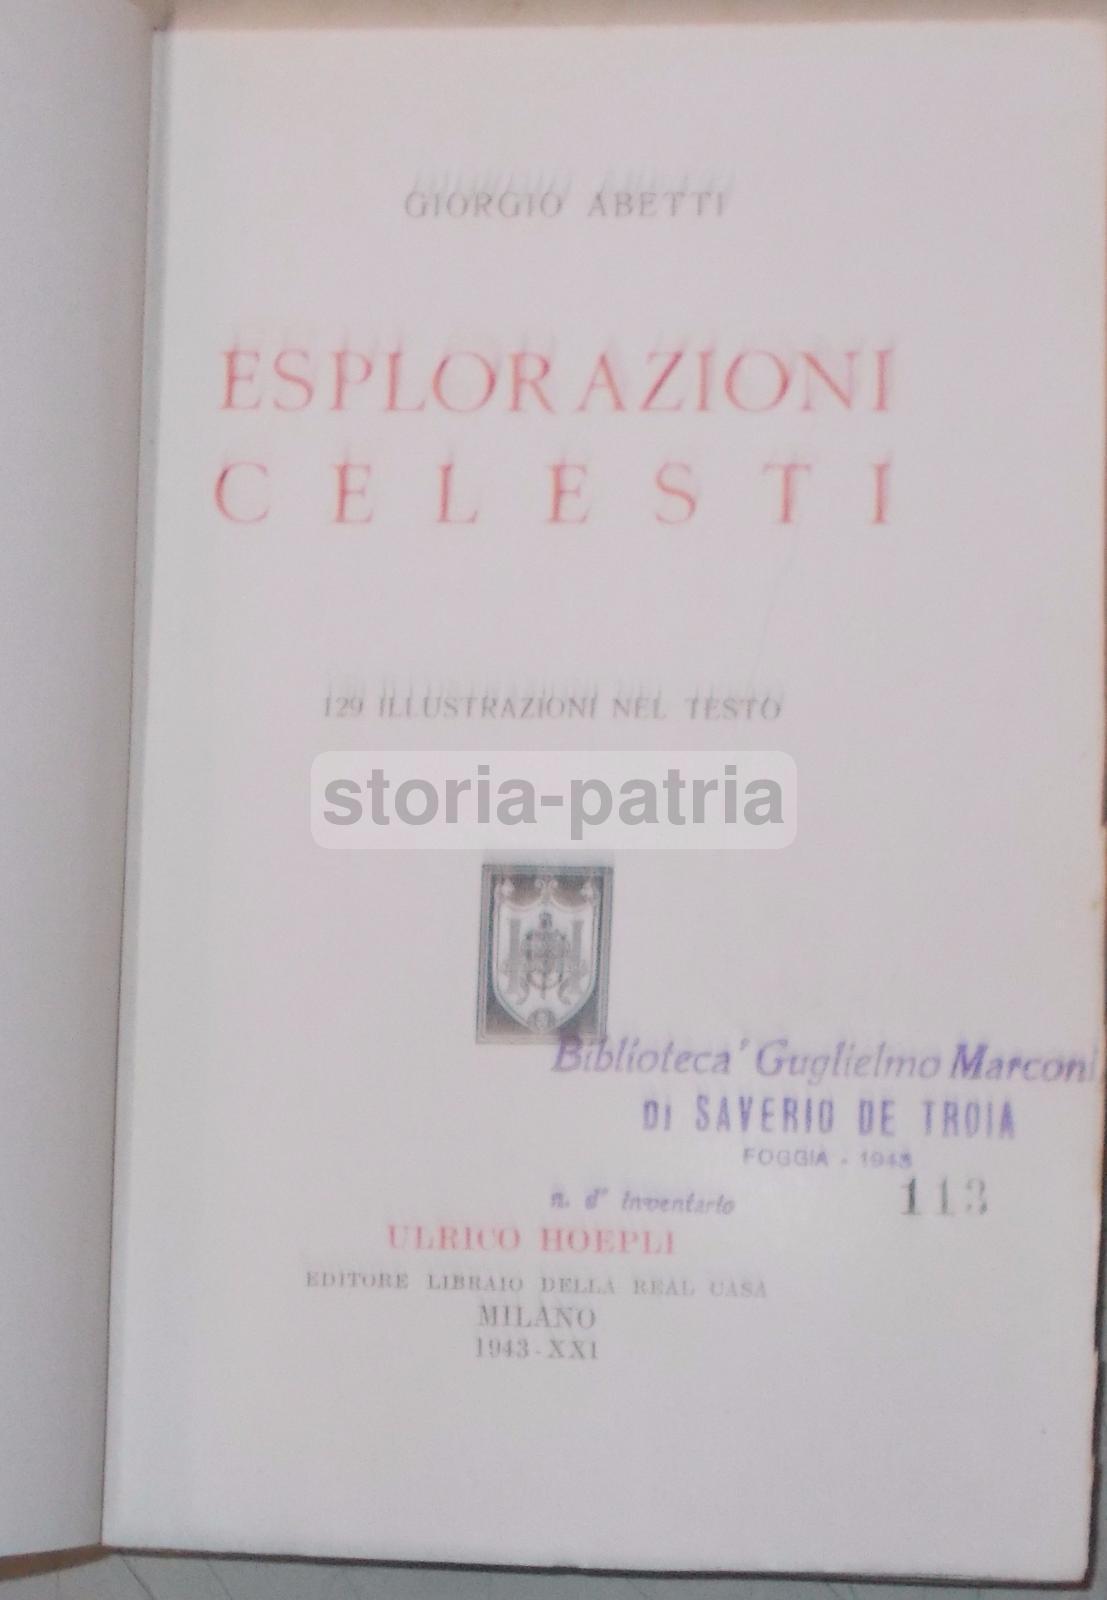 GIORGIO ABETTI
ESPLORAZIONI
CELESTI
129 ILLUSTRAZIONI NEL TESTO
storia-patria
Biblioteca " Guglielmo Marconi
Di SAVERIO DE TROIA
FOGGIA - 1943
n. d' inventario
113
ULRICO HOEPLI
EDITORE LIBRAIO DELLA REAL CASA
MILANO
1943-XXI